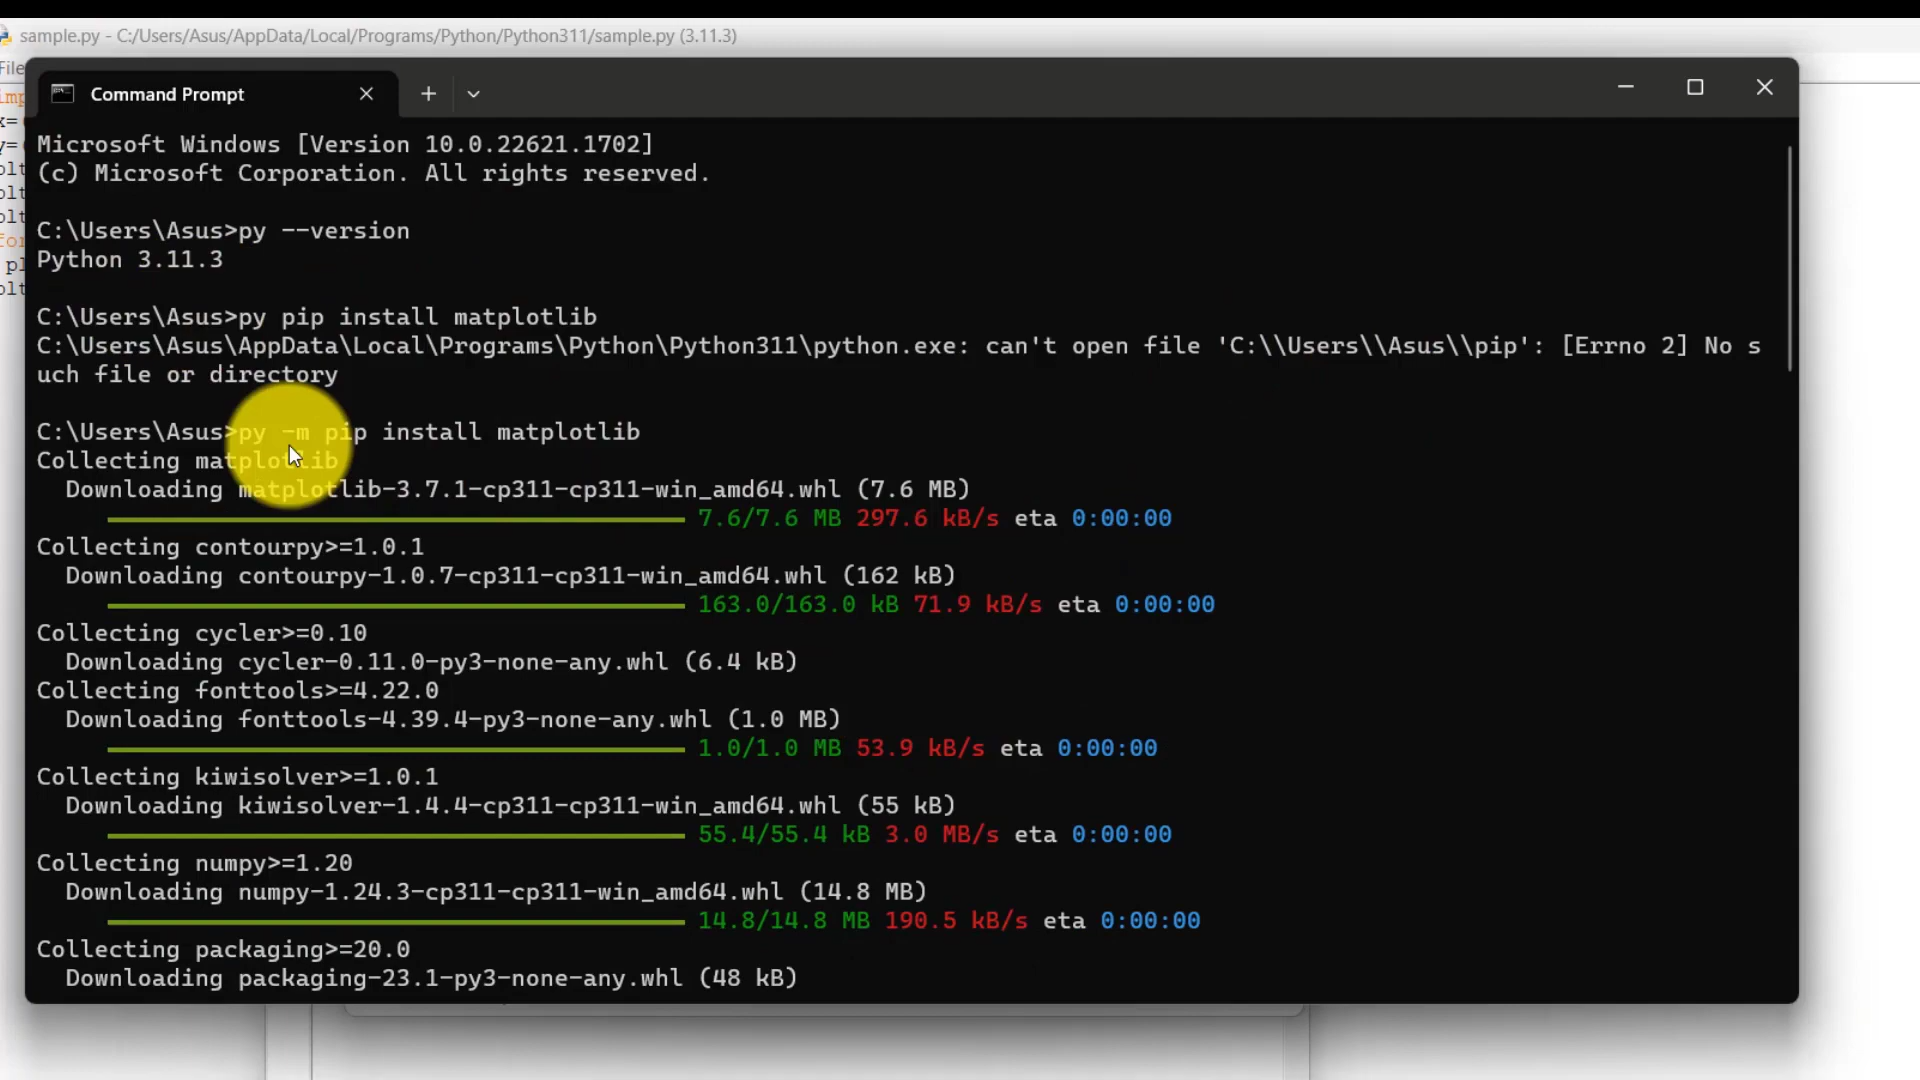 sample.py - C:/Users/Asus/AppData/Local/Programs/Python/Python311/sample.py (3.11.3)
File
Command Prompt
imp
x=
y=
plt
plt
plt
for
pl
plt
Microsoft Windows [Version 10.0.22621.1702]
(c) Microsoft Corporation. All rights reserved.
C:\Users\Asus>py --version
Python 3.11.3
C:\Users\Asus>py pip install matplotlib
C:\Users\Asus\AppData\Local\Programs\Python\Python311\python.exe: can't open file 'C:\\Users\\Asus\\pip': [Errno 2] No s
uch file or directory
C:\Users\Asus>py -m pip install matplotlib
Collecting matplotlib
Downloading matplotlib-3.7.1-cp311-cp311-win_amd64.whl (7.6 MB)
7.6/7.6 MB 297.6 kB/s eta 0:00:00
Collecting contourpy>=1.0.1
Downloading contourpy-1.0.7-cp311-cp311-win_amd64.whl (162 kB)
163.0/163.0 kB 71.9 kB/s eta 0:00:00
Collecting cycler>=0.10
Downloading cycler-0.11.0-py3-none-any.whl (6.4 kB)
Collecting fonttools>=4.22.0
Downloading fonttools-4.39.4-py3-none-any.whl (1.0 MB)
1.0/1.0 MB 53.9 kB/s eta 0:00:00
Collecting kiwisolver>=1.0.1
Downloading kiwisolver-1.4.4-cp311-cp311-win_amd64.whl (55 kB)
55.4/55.4 kB 3.0 MB/s eta 0:00:00
Collecting numpy>=1.20
Downloading numpy-1.24.3-cp311-cp311-win_amd64.whl (14.8 MB)
14.8/14.8 MB 190.5 kB/s eta 0:00:00
Collecting packaging>=20.0
Downloading packaging-23.1-py3-none-any.whl (48 kB)